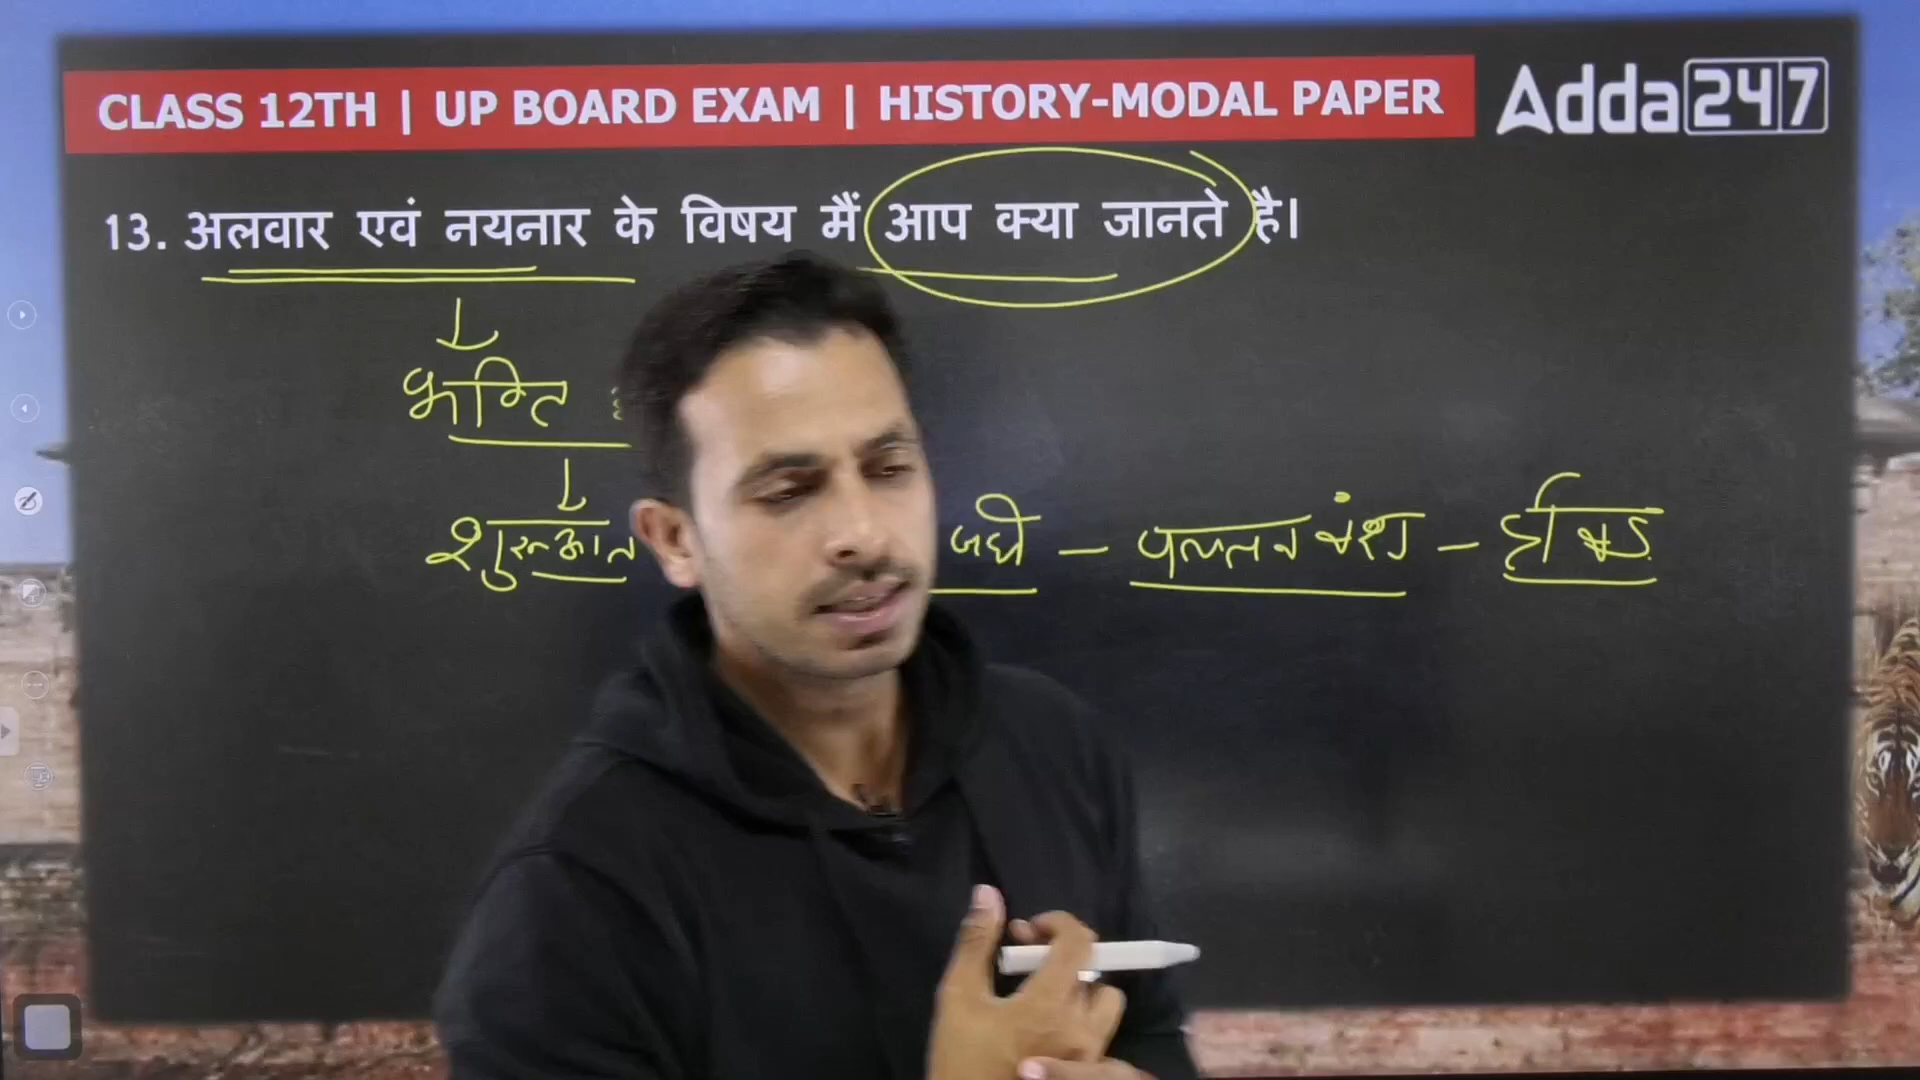 CLASS 12TH | UP BOARD EXAM | HISTORY-MODAL PAPER
Adda247
13. अलवार एवं नयनार के विषय मैं आप क्या जानते है।
भक्ति
शुरूआत
पल्लव वंश